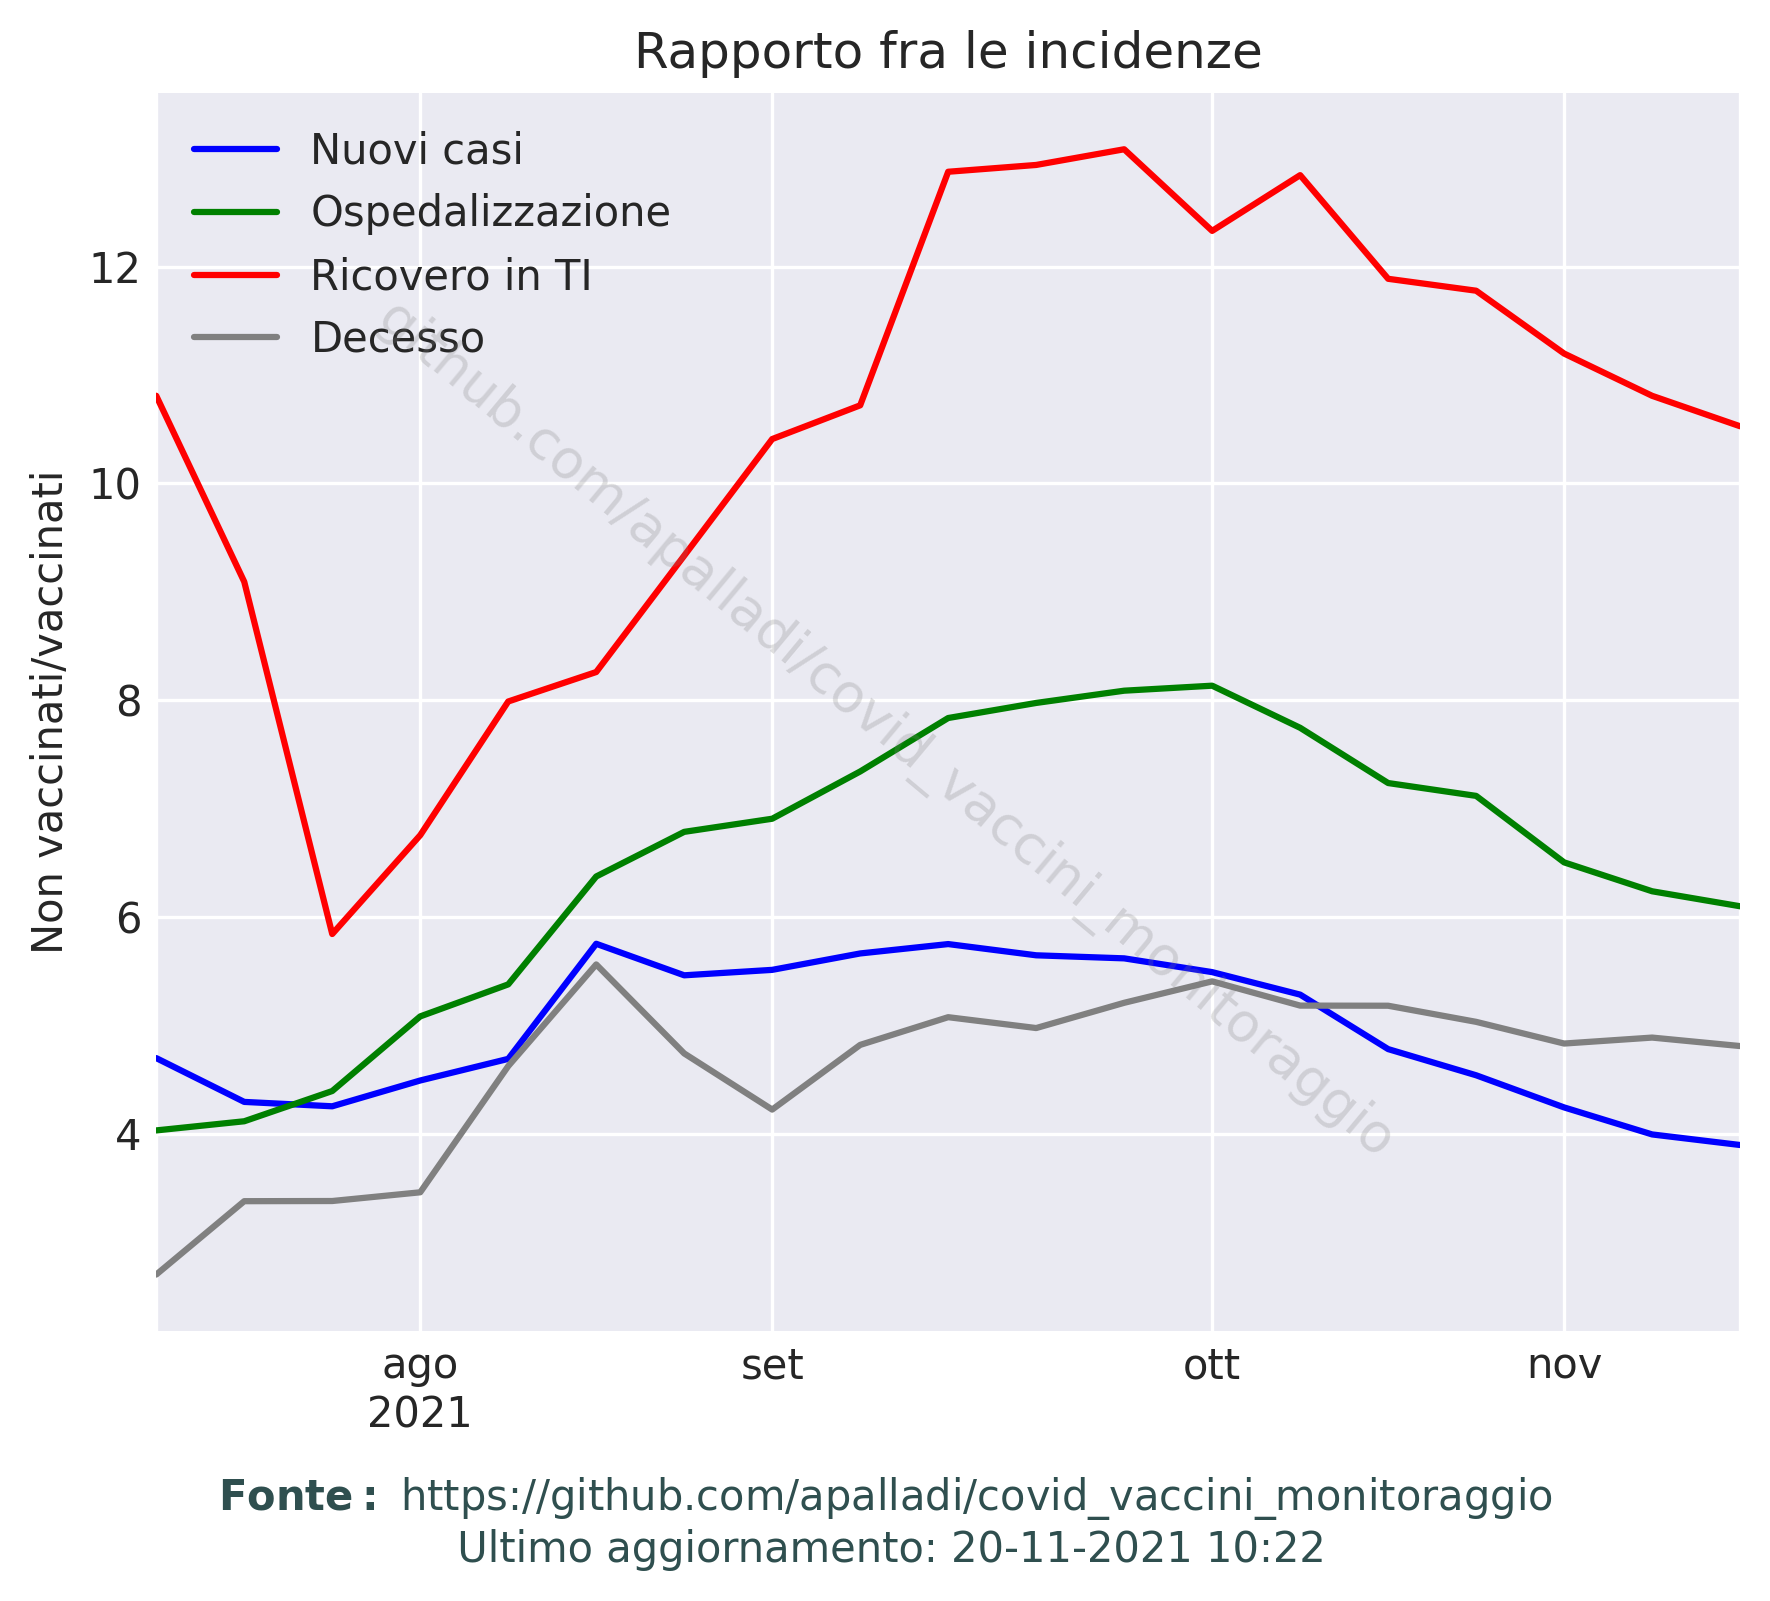 Rapporto fra le incidenze
Nuovi casi
Ospedalizzazione
Ricovero in TI
Decesso
github.com/apalladi/covid_vaccini_monitoraggio
Non vaccinati/vaccinati
12
10
8
6
4
ago
2021
set
ott
nov
Fonte: https://github.com/apalladi/covid_vaccini_monitoraggio
Ultimo aggiornamento: 20-11-2021 10:22